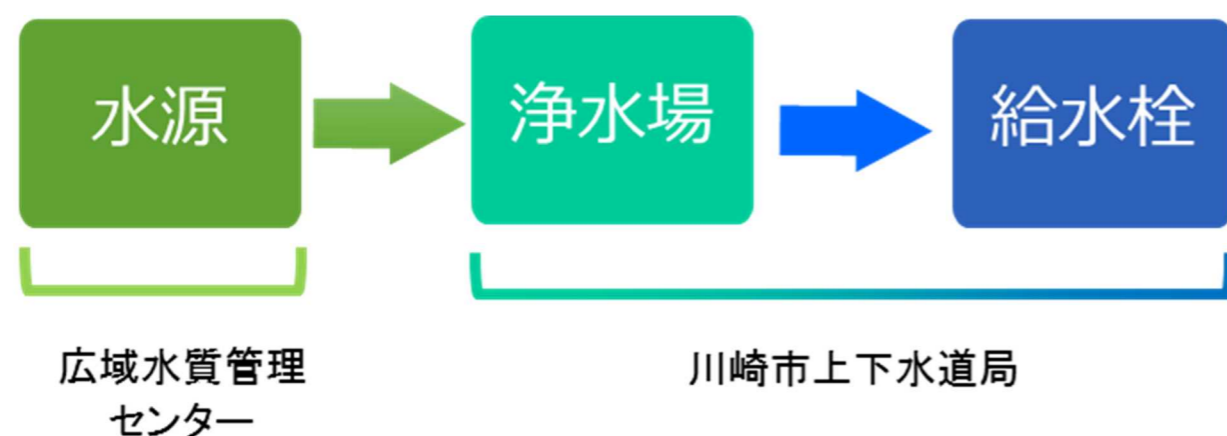 水源
浄水場
給水栓
広域水質管理
センター
川崎市上下水道局